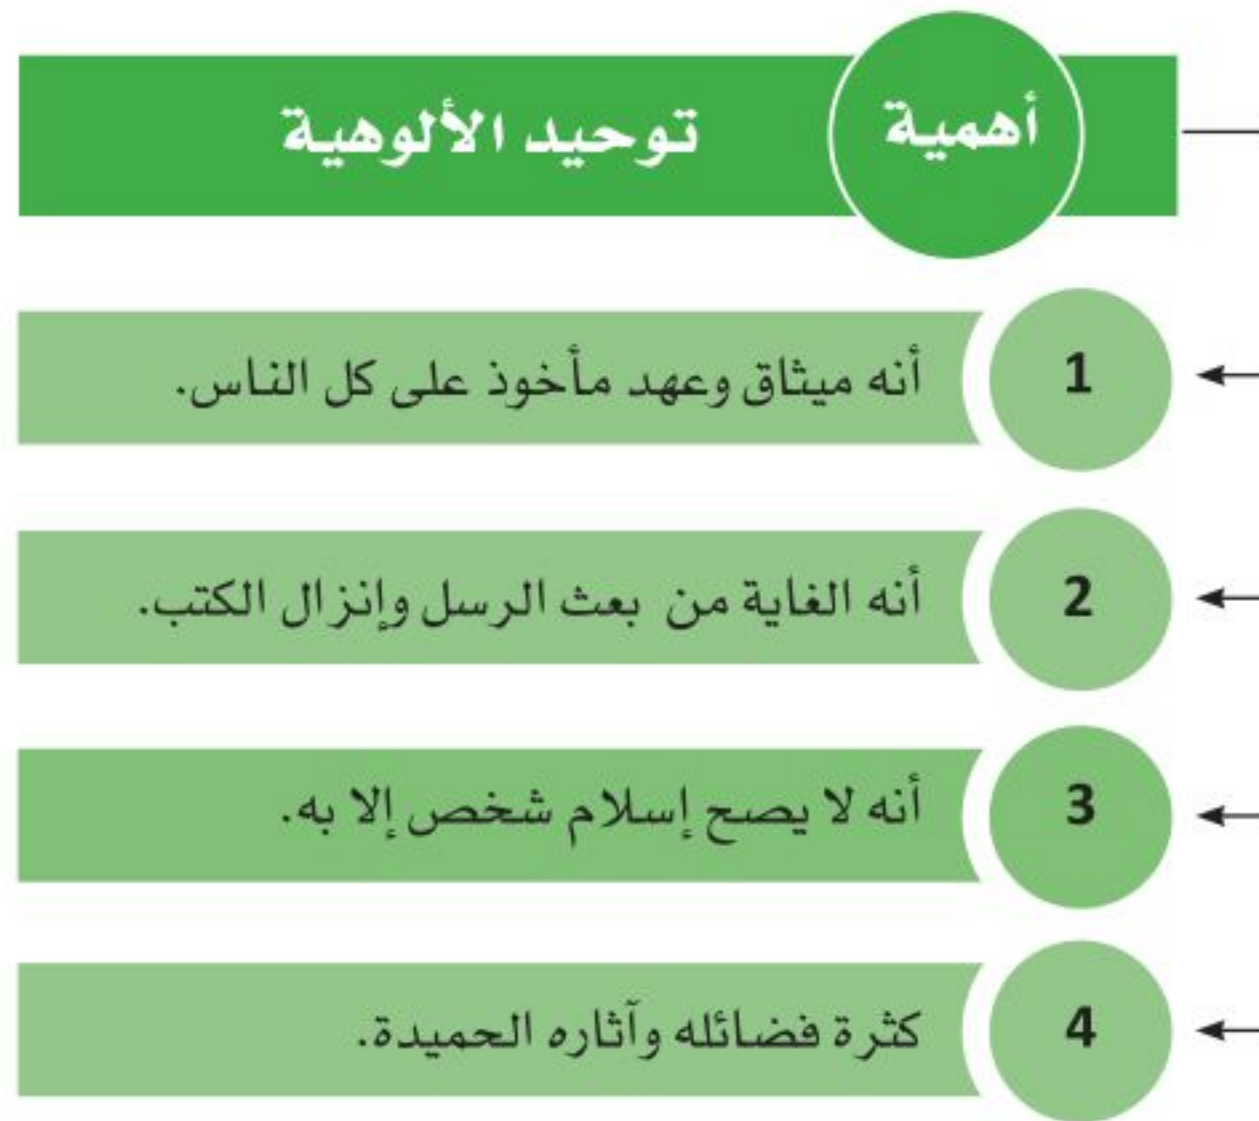 أهمية توحيد الألوهية
1 أنه ميثاق وعهد مأخوذ على كل الناس.
2 أنه الغاية من بعث الرسل وإنزال الكتب.
3 أنه لا يصح إسلام شخص إلا به.
4 كثرة فضائله وآثاره الحميدة.